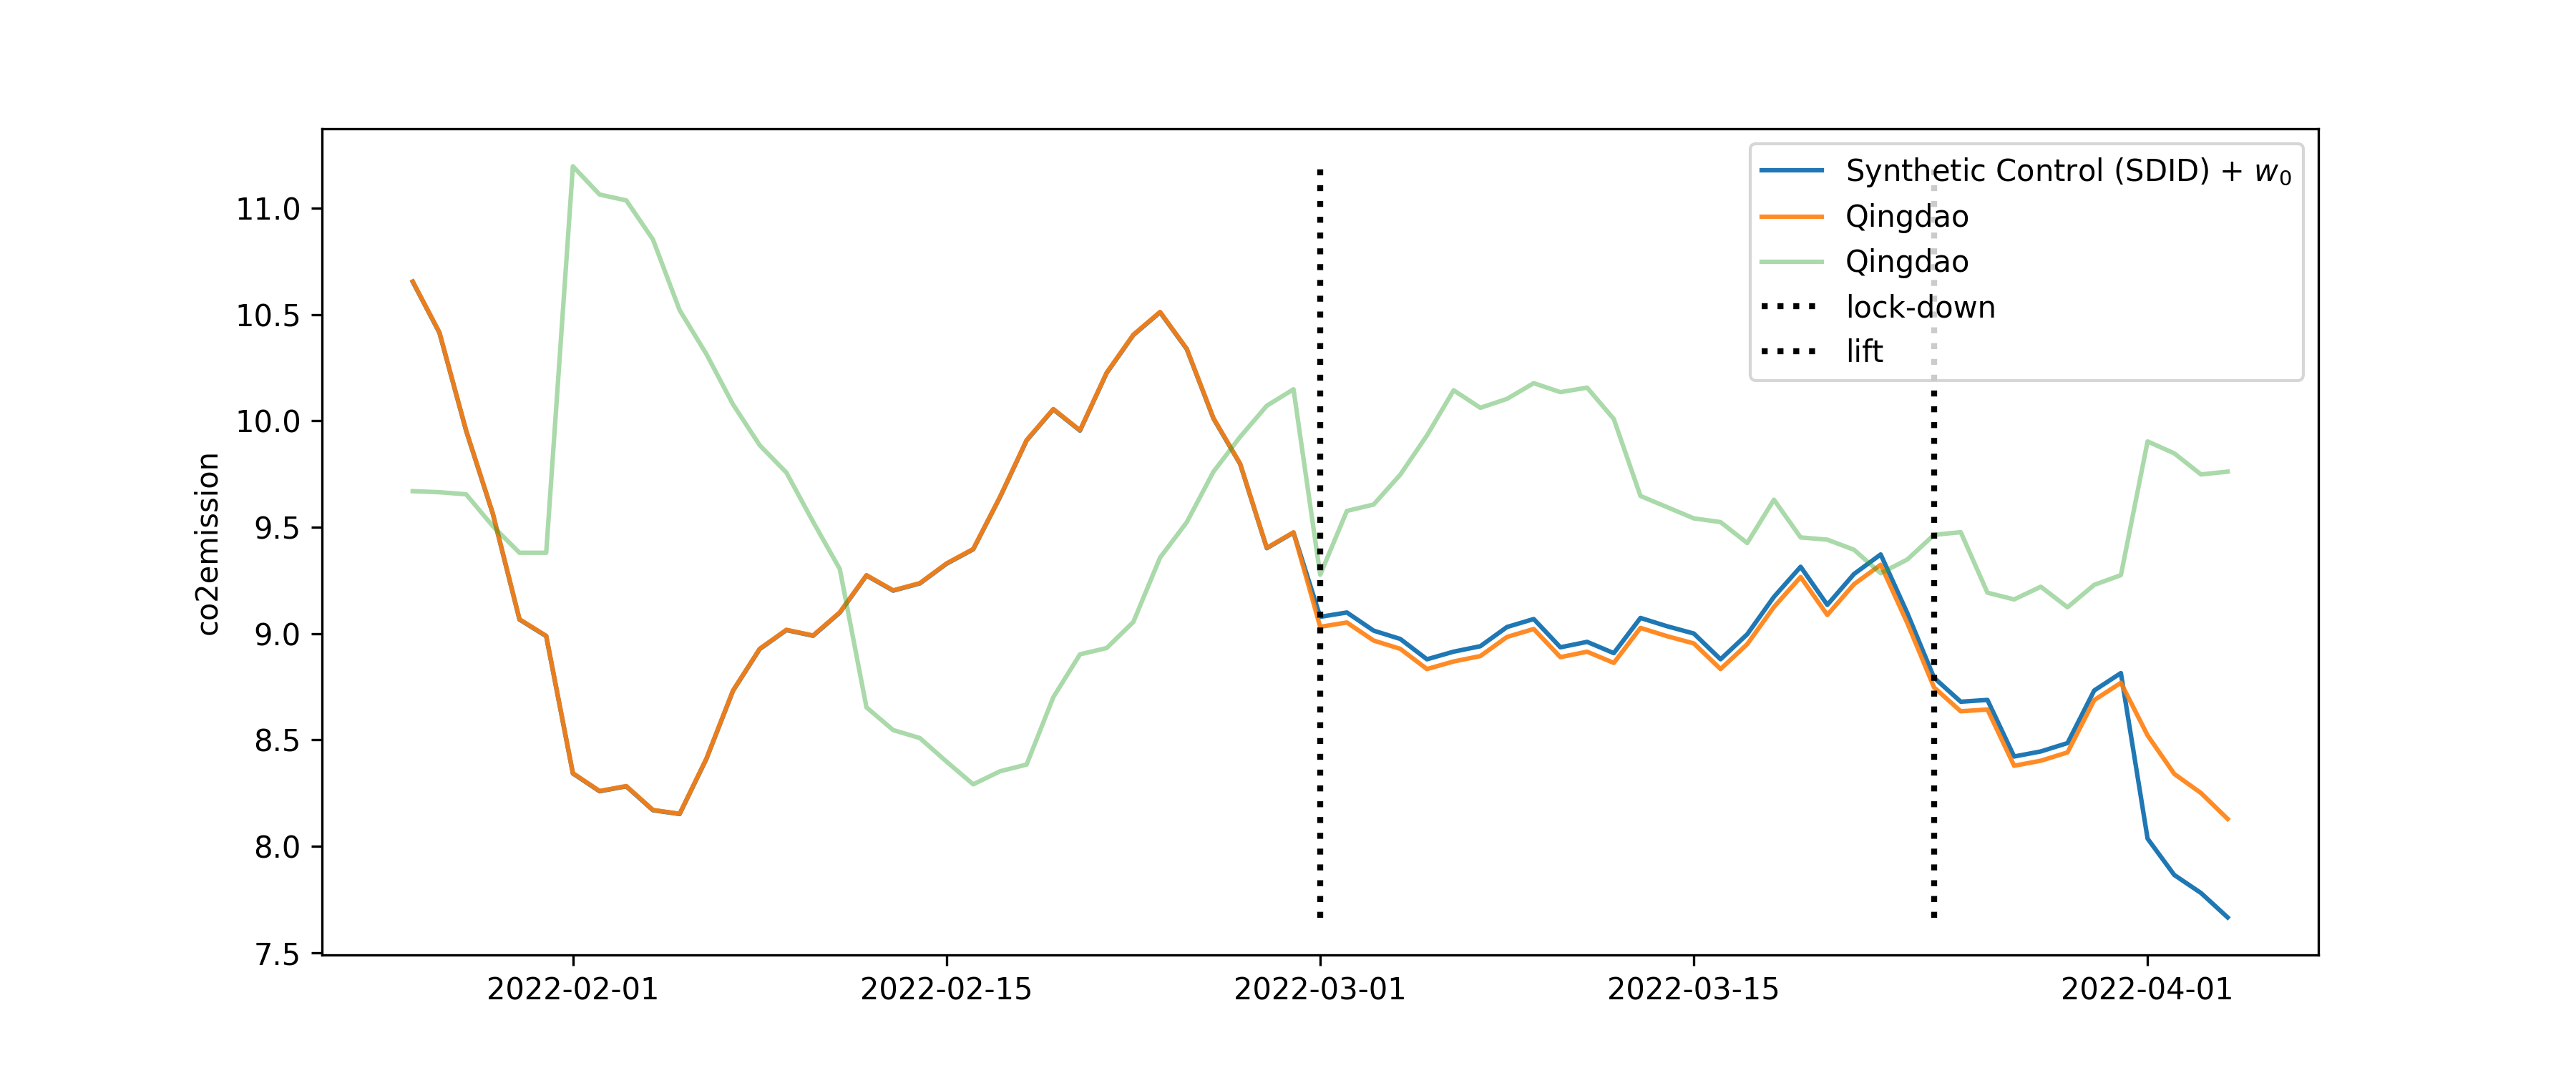 Synthetic Control (SDID) + w₀
Qingdao
Qingdao
lock-down
lift
co2emission
11.0
10.5
10.0
9.5
9.0
8.5
8.0
7.5
2022-02-01
2022-02-15
2022-03-01
2022-03-15
2022-04-01